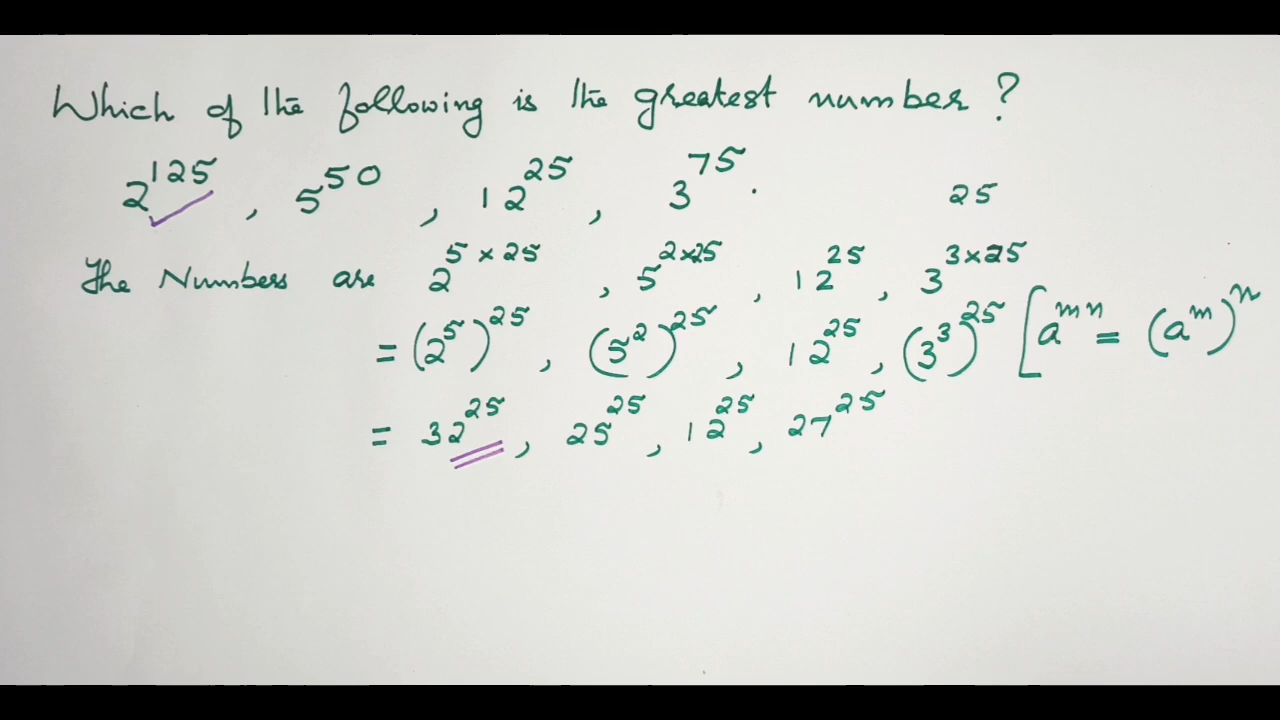 Which of the following is the greatest number ?
2^125 , 5^50 , 12^25 , 3^75 . 25
The Numbers are 2^(5 × 25) , 5^(2×25) , 12^25 , 3^(3×25)
= (2^5)^25 , (5^2)^25 , 12^25 , (3^3)^25 [a^mn = (a^m)^n
= 32^25 , 25^25 , 12^25 , 27^25